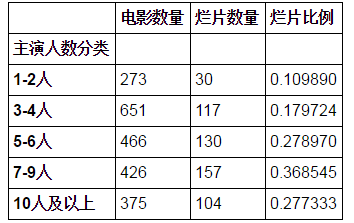 电影数量 烂片数量 烂片比例
主演人数分类
1-2人 273 30 0.109890
3-4人 651 117 0.179724
5-6人 466 130 0.278970
7-9人 426 157 0.368545
10人及以上 375 104 0.277333